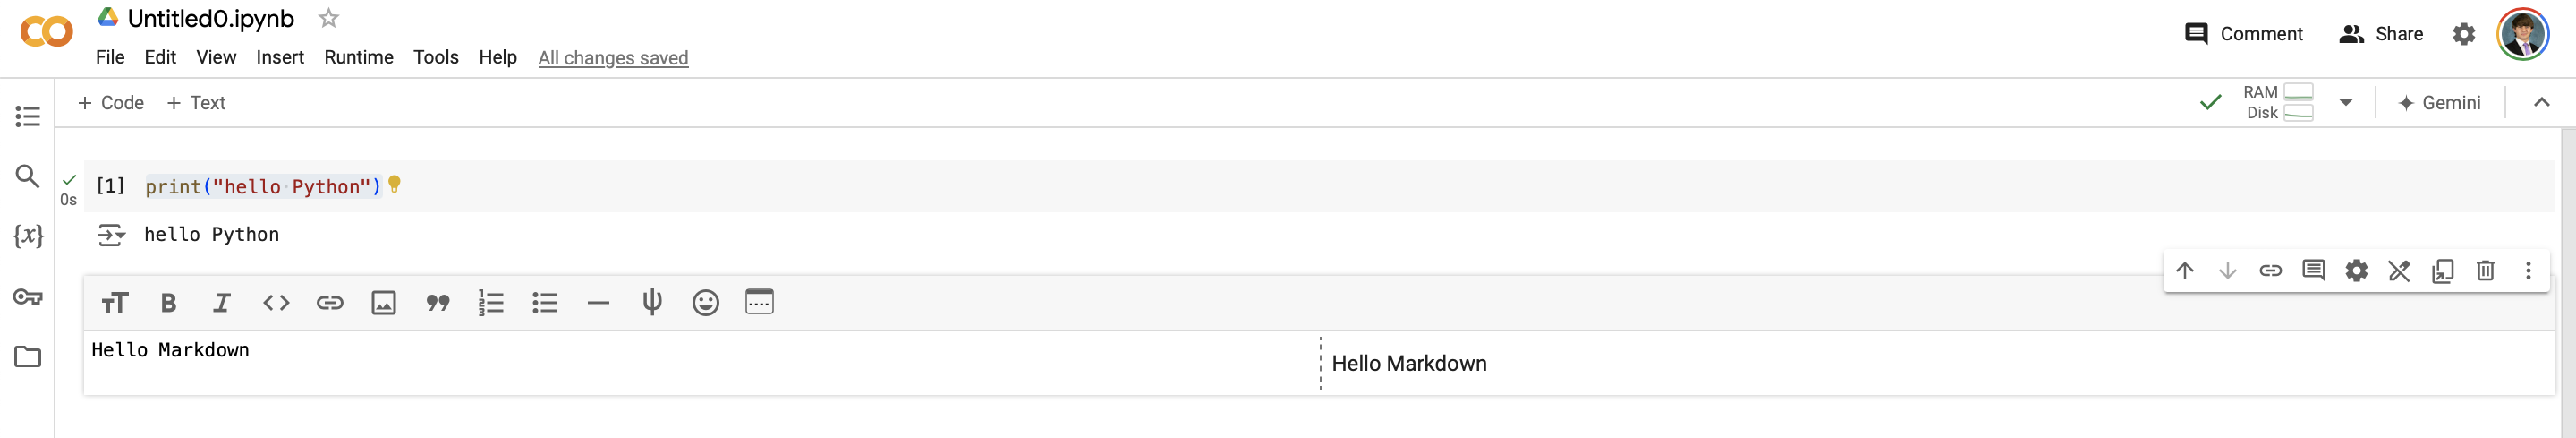 Untitled0.ipynb
File Edit View Insert Runtime Tools Help All changes saved
Comment Share
+ Code + Text
RAM
Disk
Gemini
[1] print("hello Python")
0s
{x}
hello Python
Hello Markdown
Hello Markdown